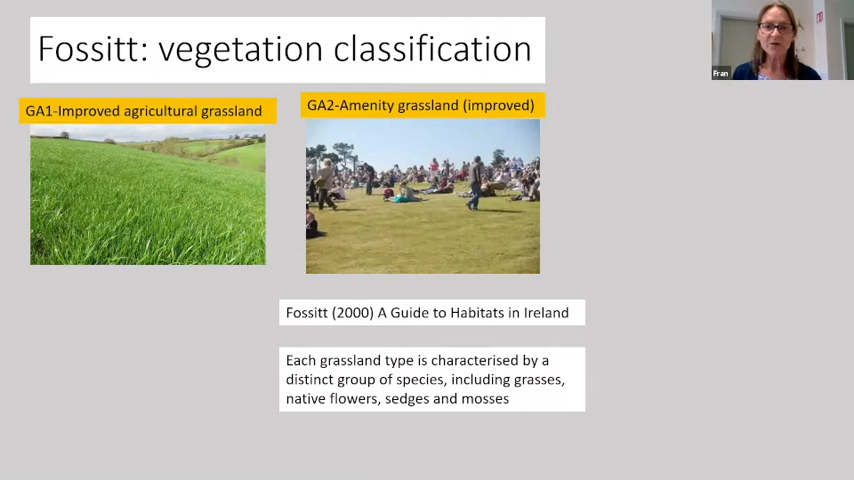 Fossitt: vegetation classification
Fran
GA1-Improved agricultural grassland
GA2-Amenity grassland (improved)
Fossitt (2000) A Guide to Habitats in Ireland
Each grassland type is characterised by a
distinct group of species, including grasses,
native flowers, sedges and mosses